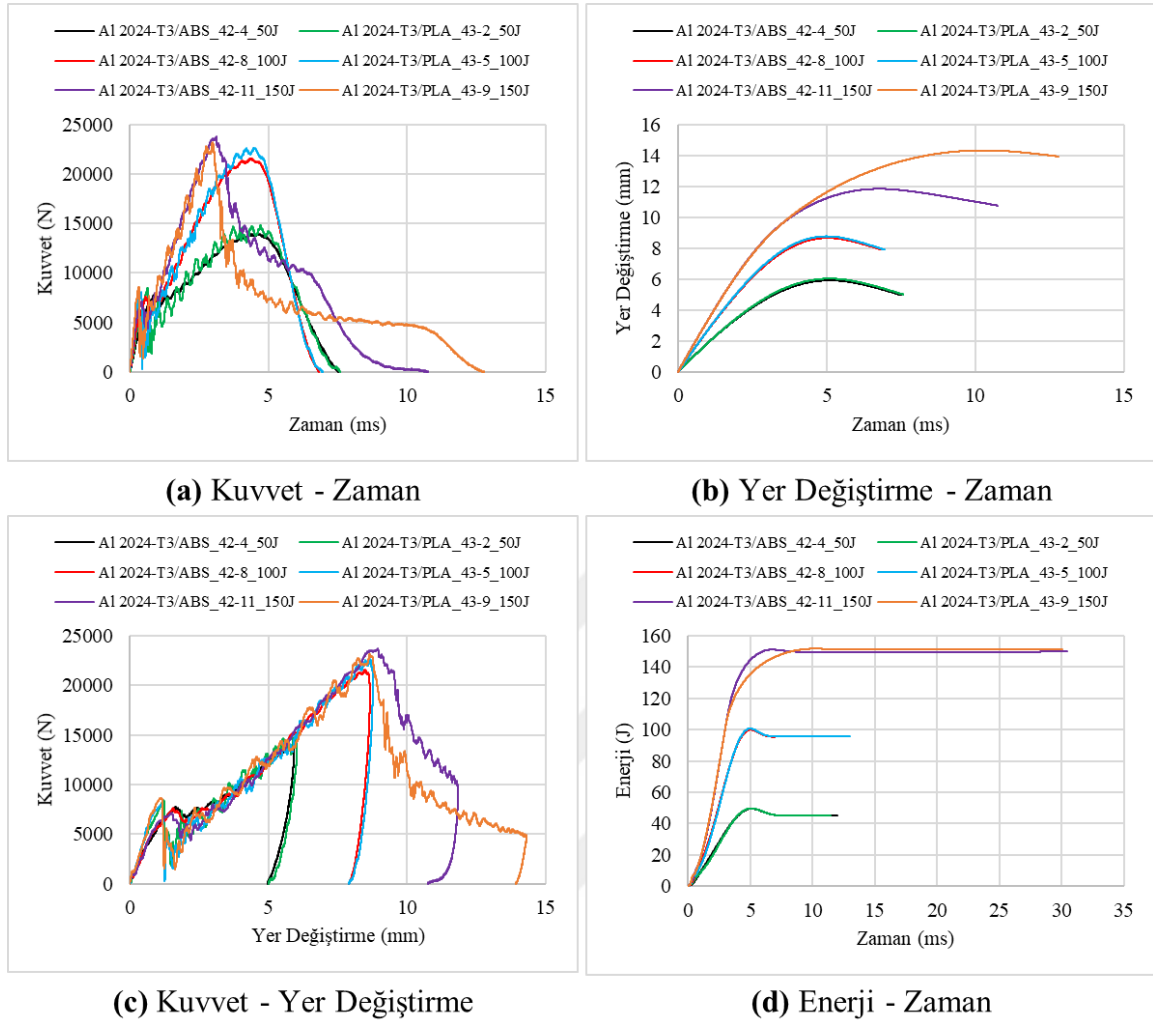 Al 2024-T3/ABS_42-4_50J Al 2024-T3/PLA_43-2_50J
Al 2024-T3/ABS_42-8_100J Al 2024-T3/PLA_43-5_100J
Al 2024-T3/ABS_42-11_150J Al 2024-T3/PLA_43-9_150J
25000
20000
15000
10000
5000
0
Kuvvet (N)
0 5 10 15
Zaman (ms)
(a) Kuvvet - Zaman
Al 2024-T3/ABS_42-4_50J Al 2024-T3/PLA_43-2_50J
Al 2024-T3/ABS_42-8_100J Al 2024-T3/PLA_43-5_100J
Al 2024-T3/ABS_42-11_150J Al 2024-T3/PLA_43-9_150J
16
14
12
10
8
6
4
2
0
Yer Değiştirme (mm)
0 5 10 15
Zaman (ms)
(b) Yer Değiştirme - Zaman
Al 2024-T3/ABS_42-4_50J Al 2024-T3/PLA_43-2_50J
Al 2024-T3/ABS_42-8_100J Al 2024-T3/PLA_43-5_100J
Al 2024-T3/ABS_42-11_150J Al 2024-T3/PLA_43-9_150J
25000
20000
15000
10000
5000
0
Kuvvet (N)
0 5 10 15
Yer Değiştirme (mm)
(c) Kuvvet - Yer Değiştirme
Al 2024-T3/ABS_42-4_50J Al 2024-T3/PLA_43-2_50J
Al 2024-T3/ABS_42-8_100J Al 2024-T3/PLA_43-5_100J
Al 2024-T3/ABS_42-11_150J Al 2024-T3/PLA_43-9_150J
160
140
120
100
80
60
40
20
0
Enerji (J)
0 5 10 15 20 25 30 35
Zaman (ms)
(d) Enerji - Zaman